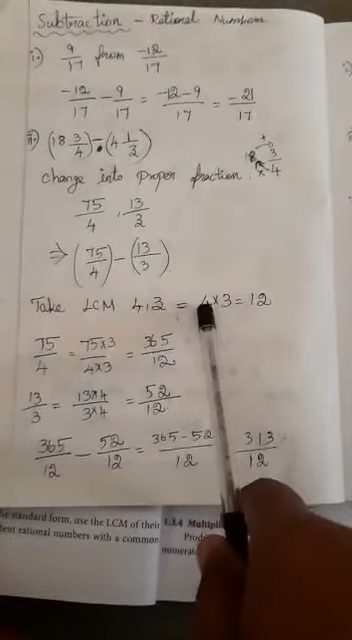 Subtraction - Rational Numbers
i.) 9/17 from -12/17
-12/17 - 9/17 = -12-9/17 = -21/17
ii.) (18 3/4) - (4 1/3)
Change into Proper fraction.
75/4 , 13/3
⇒ (75/4) - (13/3)
Take LCM 4,3 = 4×3 = 12
75/4 = 75×3/4×3 = 365/12
13/3 = 13×4/3×4 = 52/12
365/12 - 52/12 = 365-52/12 313/12
standard form, use the LCM of their
rational numbers with a common
1.3.4 Multipli
Prod
numerat